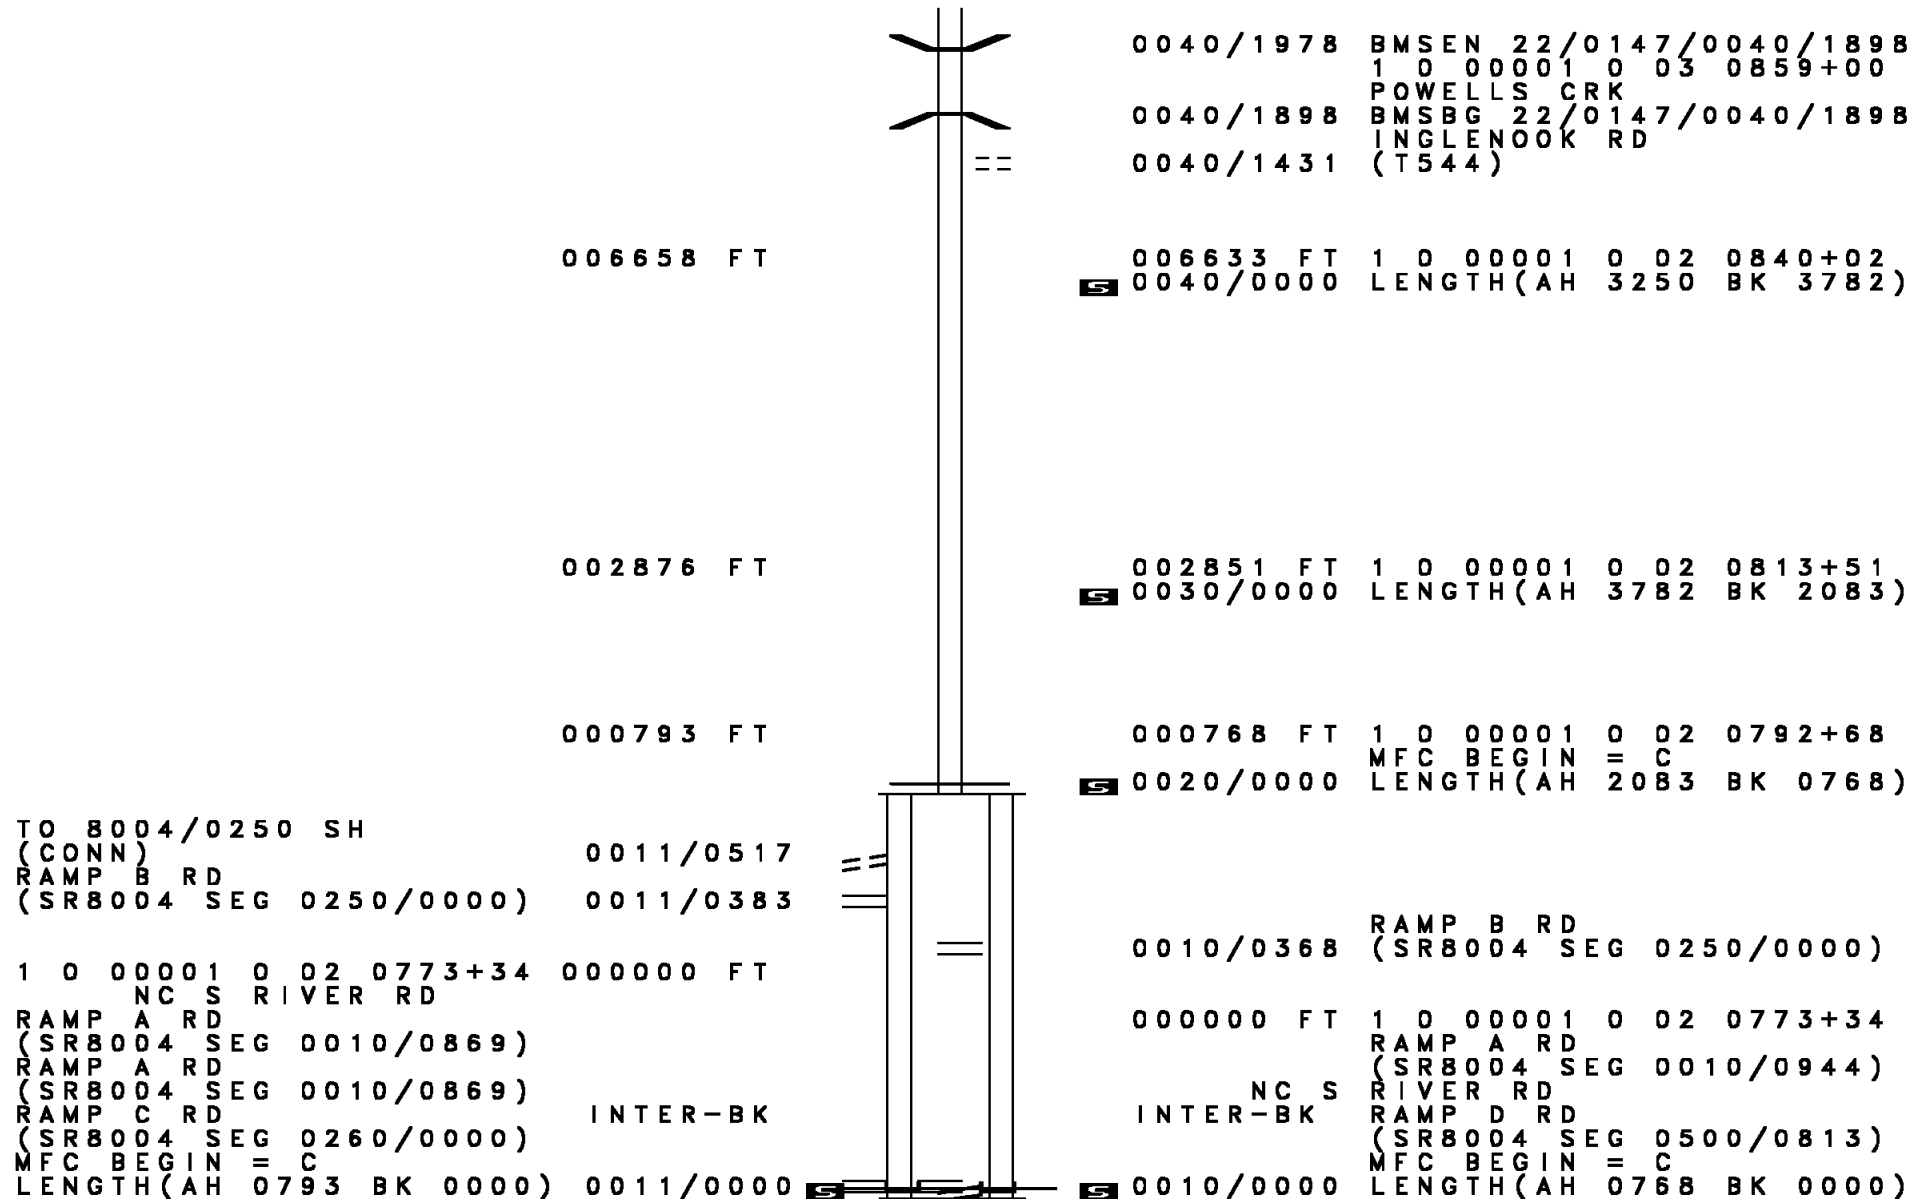 0040/1978 BMSEN 22/0147/0040/1898
1 0 00001 0 03 0859+00
POWELLS CRK
0040/1898 BMSBG 22/0147/0040/1898
INGLENOOK RD
0040/1431 (T544)
006658 FT 006633 FT 1 0 00001 0 02 0840+02
S 0040/0000 LENGTH(AH 3250 BK 3782)
002876 FT 002851 FT 1 0 00001 0 02 0813+51
S 0030/0000 LENGTH(AH 3782 BK 2083)
000793 FT 000768 FT 1 0 00001 0 02 0792+68
MFC BEGIN = C
S 0020/0000 LENGTH(AH 2083 BK 0768)
TO 8004/0250 SH
(CONN) 0011/0517
RAMP B RD
(SR8004 SEG 0250/0000) 0011/0383
RAMP B RD
0010/0368 (SR8004 SEG 0250/0000)
1 0 00001 0 02 0773+34 000000 FT
NC S RIVER RD
RAMP A RD
(SR8004 SEG 0010/0869)
RAMP A RD
(SR8004 SEG 0010/0869)
RAMP C RD INTER-BK
(SR8004 SEG 0260/0000)
MFC BEGIN = C
LENGTH(AH 0793 BK 0000) 0011/0000 S
000000 FT 1 0 00001 0 02 0773+34
RAMP A RD
(SR8004 SEG 0010/0944)
NC S RIVER RD
INTER-BK RAMP D RD
(SR8004 SEG 0500/0813)
MFC BEGIN = C
S 0010/0000 LENGTH(AH 0768 BK 0000)